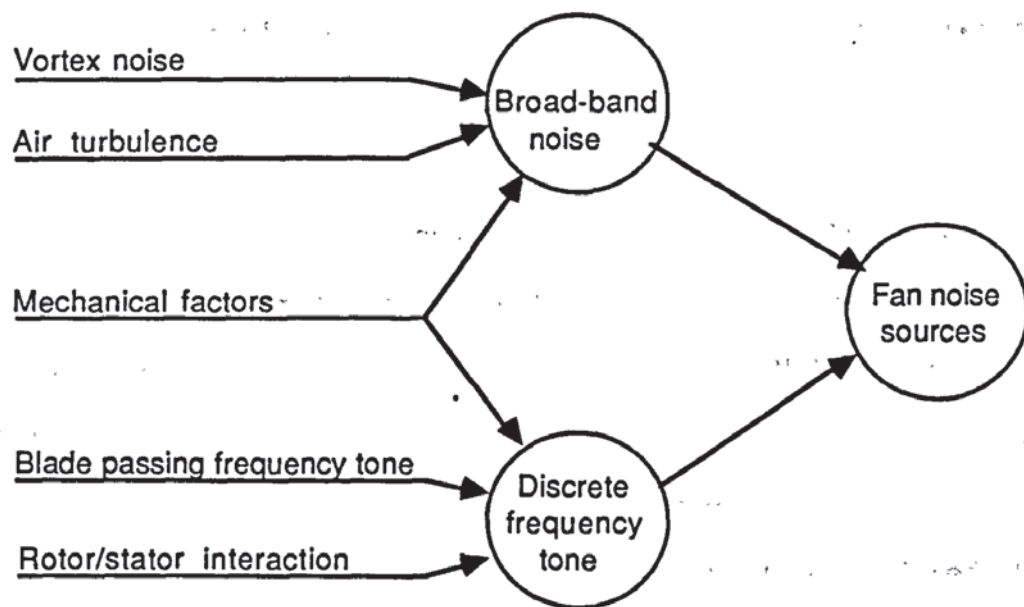 Vortex noise
Air turbulence
Mechanical factors
Blade passing frequency tone
Rotor/stator interaction
Broad-band
noise
Discrete
frequency
tone
Fan noise
sources